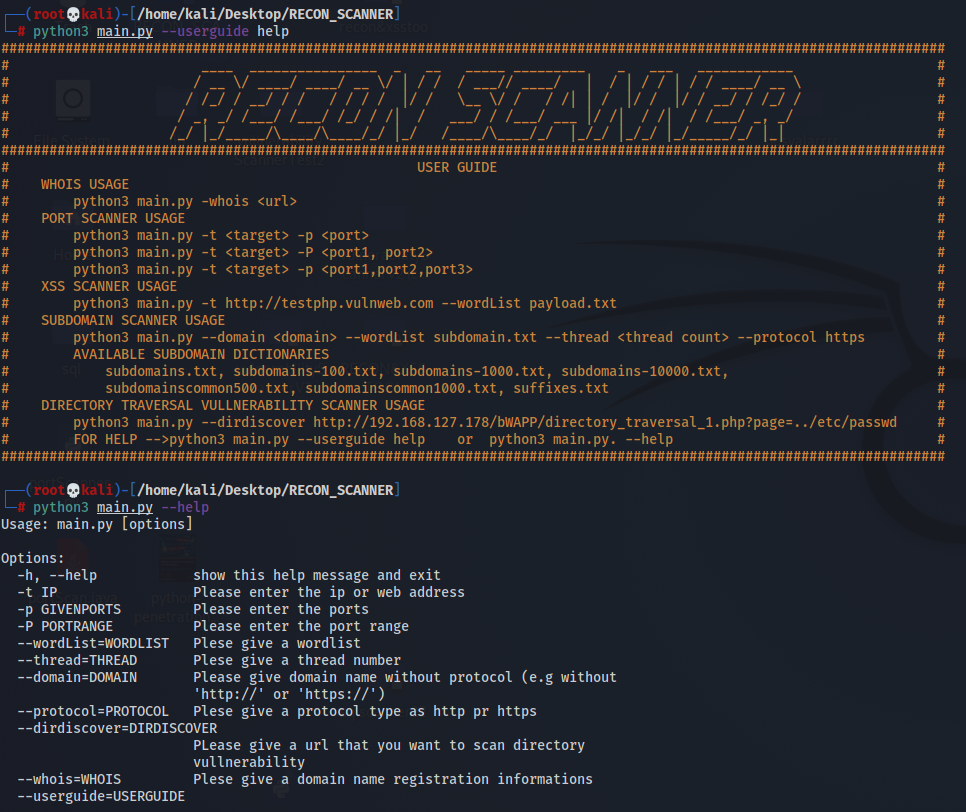 (root💀kali)-[/home/kali/Desktop/RECON_SCANNER]
# python3 main.py --userguide help
RECON SCANNER
USER GUIDE
# WHOIS USAGE #
# python3 main.py -whois <url> #
# PORT SCANNER USAGE #
# python3 main.py -t <target> -p <port> #
# python3 main.py -t <target> -P <port1, port2> #
# python3 main.py -t <target> -p <port1,port2,port3> #
# XSS SCANNER USAGE #
# python3 main.py -t http://testphp.vulnweb.com --wordList payload.txt #
# SUBDOMAIN SCANNER USAGE #
# python3 main.py --domain <domain> --wordList subdomain.txt --thread <thread count> --protocol https #
# AVAILABLE SUBDOMAIN DICTIONARIES #
# subdomains.txt, subdomains-100.txt, subdomains-1000.txt, subdomains-10000.txt, #
# subdomainscommon500.txt, subdomainscommon1000.txt, suffixes.txt #
# DIRECTORY TRAVERSAL VULLNERABILITY SCANNER USAGE #
# python3 main.py --dirdiscover http://192.168.127.178/bWAPP/directory_traversal_1.php?page=../etc/passwd #
# FOR HELP -->python3 main.py --userguide help or python3 main.py. --help #
(root💀kali)-[/home/kali/Desktop/RECON_SCANNER]
# python3 main.py --help
Usage: main.py [options]
Options:
-h, --help show this help message and exit
-t IP Please enter the ip or web address
-p GIVENPORTS Please enter the ports
-P PORTRANGE Please enter the port range
--wordList=WORDLIST Plese give a wordlist
--thread=THREAD Plese give a thread number
--domain=DOMAIN Please give domain name without protocol (e.g without
'http://' or 'https://')
--protocol=PROTOCOL Plese give a protocol type as http pr https
--dirdiscover=DIRDISCOVER
PLease give a url that you want to scan directory
vullnerability
--whois=WHOIS Plese give a domain name registration informations
--userguide=USERGUIDE